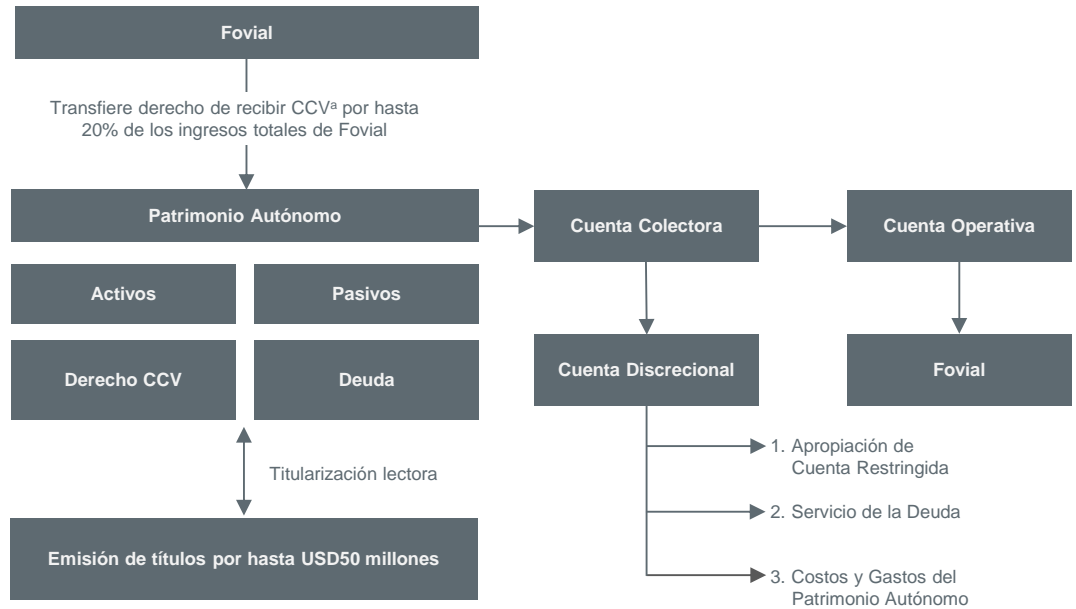 Fovial
Transfiere derecho de recibir CCVᵃ por hasta
20% de los ingresos totales de Fovial
Patrimonio Autónomo
Cuenta Colectora
Cuenta Operativa
Activos
Pasivos
Derecho CCV
Deuda
Cuenta Discrecional
Fovial
1. Apropiación de
Cuenta Restringida
Titularización lectora
2. Servicio de la Deuda
Emisión de títulos por hasta USD50 millones
3. Costos y Gastos del
Patrimonio Autónomo